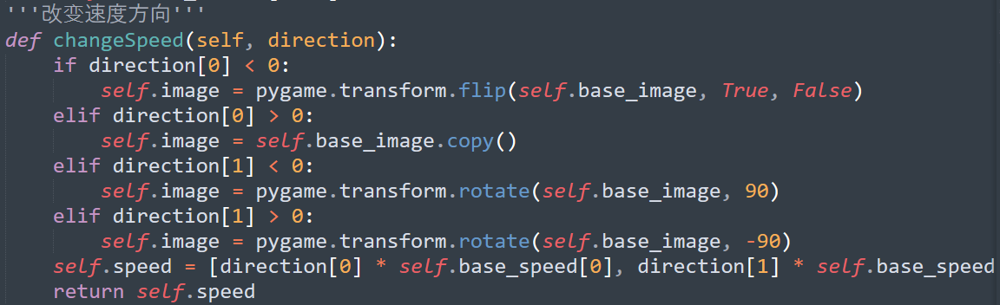 '''改变速度方向'''
def changeSpeed(self, direction):
    if direction[0] < 0:
        self.image = pygame.transform.flip(self.base_image, True, False)
    elif direction[0] > 0:
        self.image = self.base_image.copy()
    elif direction[1] < 0:
        self.image = pygame.transform.rotate(self.base_image, 90)
    elif direction[1] > 0:
        self.image = pygame.transform.rotate(self.base_image, -90)
    self.speed = [direction[0] * self.base_speed[0], direction[1] * self.base_speed
    return self.speed